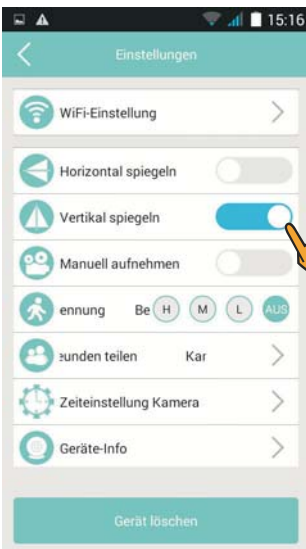 15:16
Einstellungen
WiFi-Einstellung
Horizontal spiegeln
Vertikal spiegeln
Manuell aufnehmen
ennung Be H M L AUS
eunden teilen Kar
Zeiteinstellung Kamera
Geräte-Info
Gerät löschen